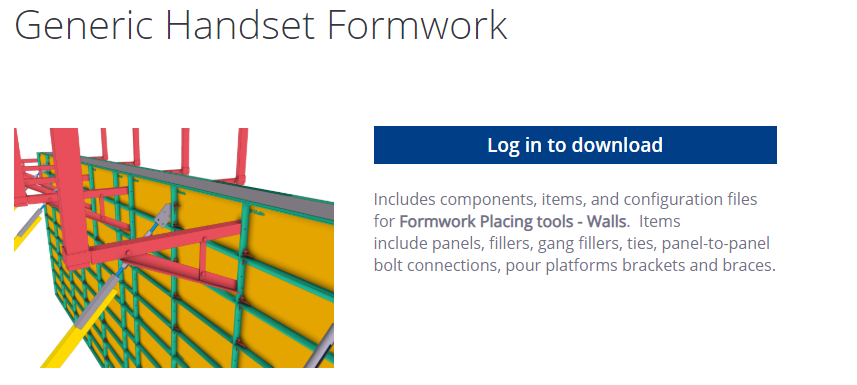 Generic Handset Formwork
Log in to download
Includes components, items, and configuration files
for Formwork Placing tools - Walls.  Items
include panels, fillers, gang fillers, ties, panel-to-panel
bolt connections, pour platforms brackets and braces.